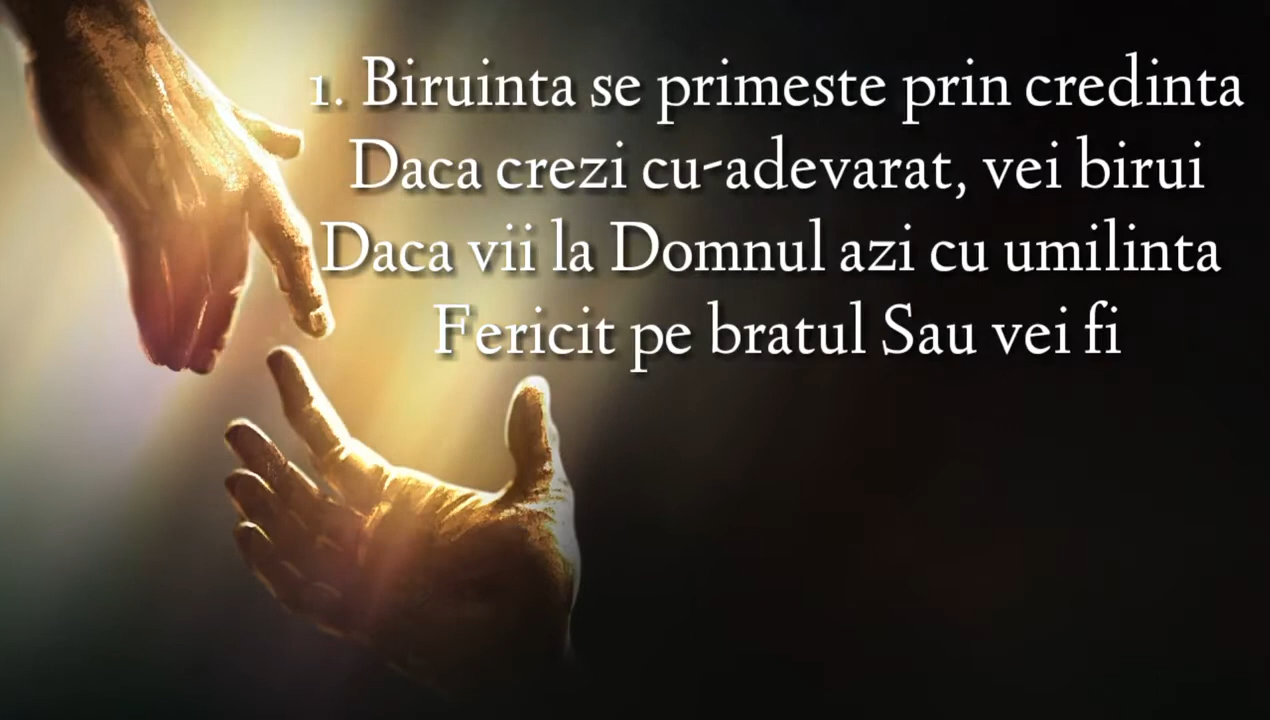 1. Biruinta se primeste prin credinta
Daca crezi cu-adevarat, vei birui
Daca vii la Domnul azi cu umilinta
Fericit pe bratul Sau vei fi